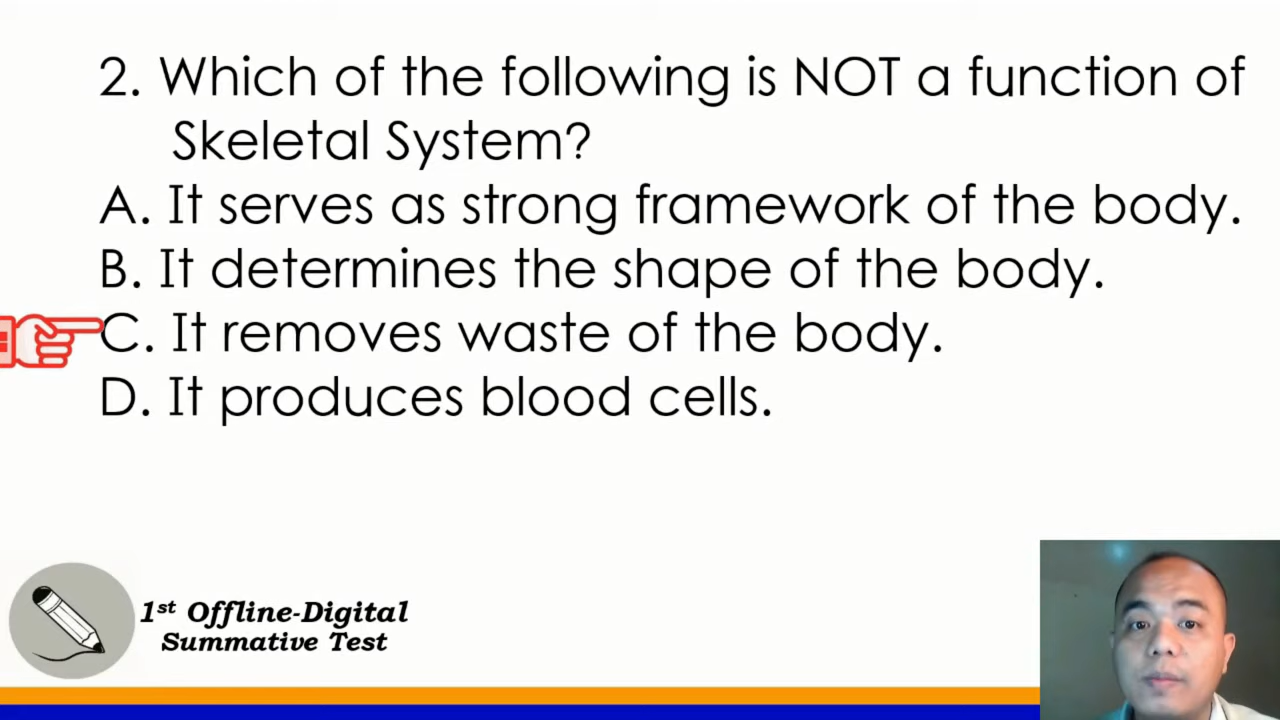 2. Which of the following is NOT a function of
Skeletal System?
A. It serves as strong framework of the body.
B. It determines the shape of the body.
C. It removes waste of the body.
D. It produces blood cells.
1st Offline-Digital
Summative Test